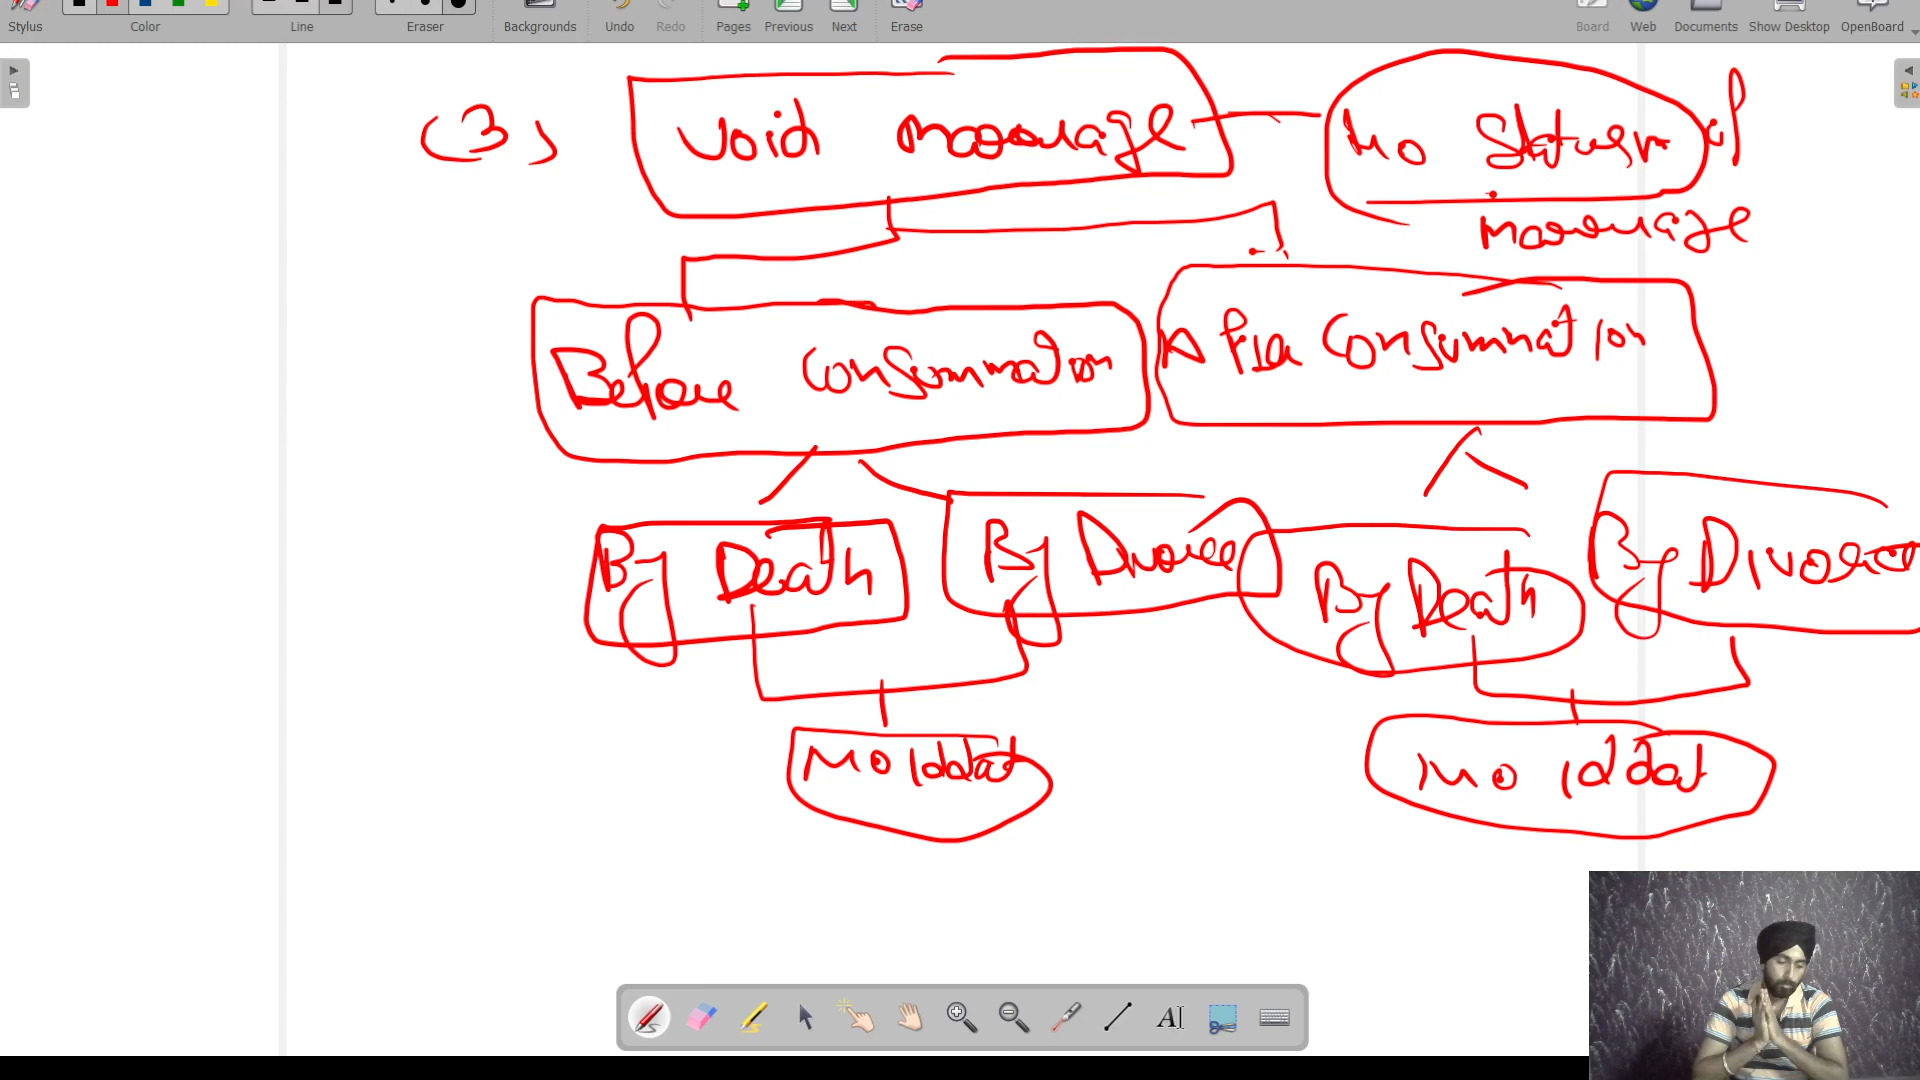 Stylus Color Line Eraser Backgrounds Undo Redo Pages Previous Next Erase Board Web Documents Show Desktop OpenBoard
(3) Void marriage No Status of
marriage
Before Consummation After Consummation
By Death By Divorce By Death By Divorce
No Iddat No iddat